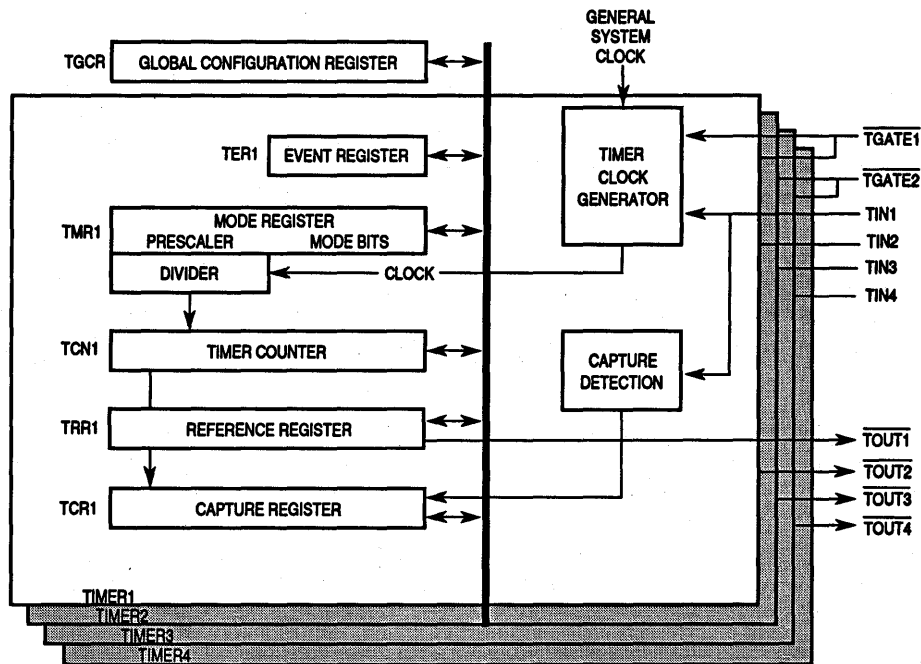 GENERAL
SYSTEM
CLOCK
TGCR
GLOBAL CONFIGURATION REGISTER
TER1
EVENT REGISTER
TIMER
CLOCK
GENERATOR
TGATE1
TGATE2
TIN1
TIN2
TIN3
TIN4
TMR1
MODE REGISTER
PRESCALER MODE BITS
DIVIDER
CLOCK
TCN1
TIMER COUNTER
CAPTURE
DETECTION
TRR1
REFERENCE REGISTER
TOUT1
TOUT2
TOUT3
TOUT4
TCR1
CAPTURE REGISTER
TIMER1
TIMER2
TIMER3
TIMER4